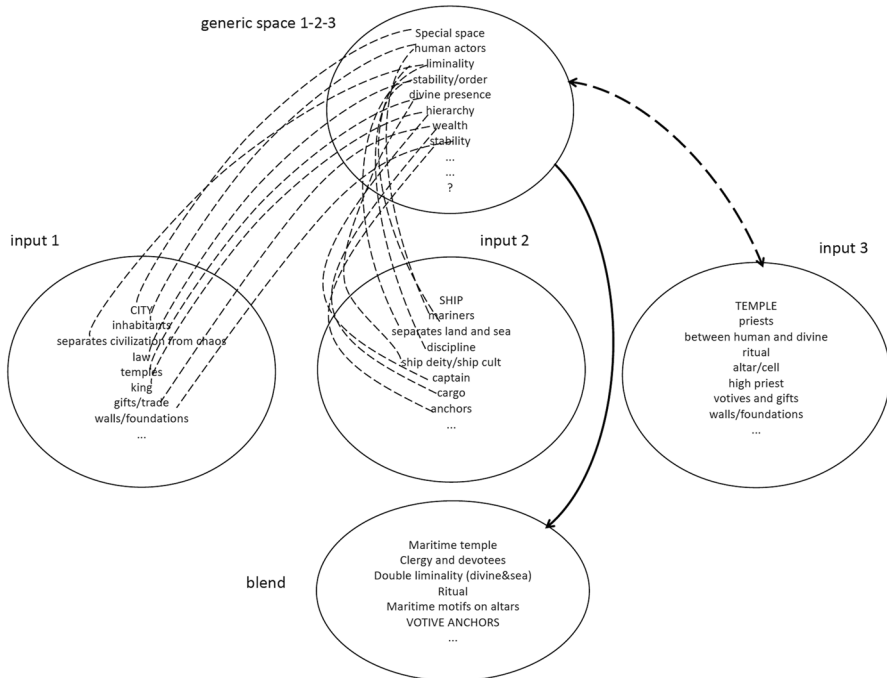 generic space 1-2-3
Special space
human actors
liminality
stability/order
divine presence
hierarchy
wealth
stability
...
...
?
input 1
CITY
inhabitants
separates civilization from chaos
law
temples
king
gifts/trade
walls/foundations
...
input 2
SHIP
mariners
separates land and sea
discipline
ship deity/ship cult
captain
cargo
anchors
...
input 3
TEMPLE
priests
between human and divine
ritual
altar/cell
high priest
votives and gifts
walls/foundations
...
blend
Maritime temple
Clergy and devotees
Double liminality (divine&sea)
Ritual
Maritime motifs on altars
VOTIVE ANCHORS
...